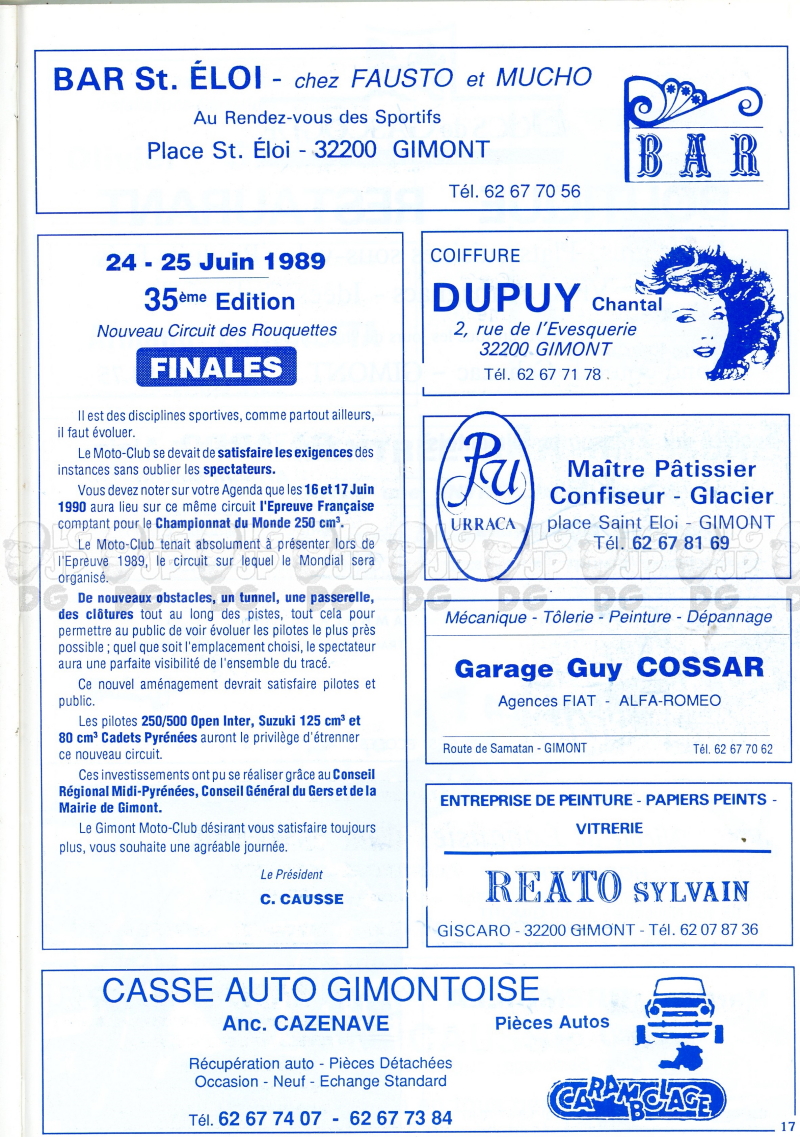 BAR St. ÉLOI - chez FAUSTO et MUCHO
Au Rendez-vous des Sportifs
Place St. Éloi - 32200 GIMONT
Tél. 62 67 70 56
BAR
24 - 25 Juin 1989
35ème Edition
Nouveau Circuit des Rouquettes
FINALES
Il est des disciplines sportives, comme partout ailleurs,
il faut évoluer.
Le Moto-Club se devait de satisfaire les exigences des
instances sans oublier les spectateurs.
Vous devez noter sur votre Agenda que les 16 et 17 Juin
1990 aura lieu sur ce même circuit l'Epreuve Française
comptant pour le Championnat du Monde 250 cm³.
Le Moto-Club tenait absolument à présenter lors de
l'Epreuve 1989, le circuit sur lequel le Mondial sera
organisé.
De nouveaux obstacles, un tunnel, une passerelle,
des clôtures tout au long des pistes, tout cela pour
permettre au public de voir évoluer les pilotes le plus près
possible ; quel que soit l'emplacement choisi, le spectateur
aura une parfaite visibilité de l'ensemble du tracé.
Ce nouvel aménagement devrait satisfaire pilotes et
public.
Les pilotes 250/500 Open Inter, Suzuki 125 cm³ et
80 cm³ Cadets Pyrénées auront le privilège d'étrenner
ce nouveau circuit.
Ces investissements ont pu se réaliser grâce au Conseil
Régional Midi-Pyrénées, Conseil Général du Gers et de la
Mairie de Gimont.
Le Gimont Moto-Club désirant vous satisfaire toujours
plus, vous souhaite une agréable journée.
Le Président
C. CAUSSE
COIFFURE
DUPUY Chantal
2, rue de l'Evesquerie
32200 GIMONT
Tél. 62 67 71 78
PU
URRACA
Maître Pâtissier
Confiseur - Glacier
place Saint Eloi - GIMONT
Tél. 62 67 81 69
Mécanique - Tôlerie - Peinture - Dépannage
Garage Guy COSSAR
Agences FIAT - ALFA-ROMEO
Route de Samatan - GIMONT Tél. 62 67 70 62
ENTREPRISE DE PEINTURE - PAPIERS PEINTS -
VITRERIE
REATO SYLVAIN
GISCARO - 32200 GIMONT - Tél. 62 07 87 36
CASSE AUTO GIMONTOISE
Anc. CAZENAVE
Pièces Autos
Récupération auto - Pièces Détachées
Occasion - Neuf - Echange Standard
Tél. 62 67 74 07 - 62 67 73 84
CARAMBOLAGE
17